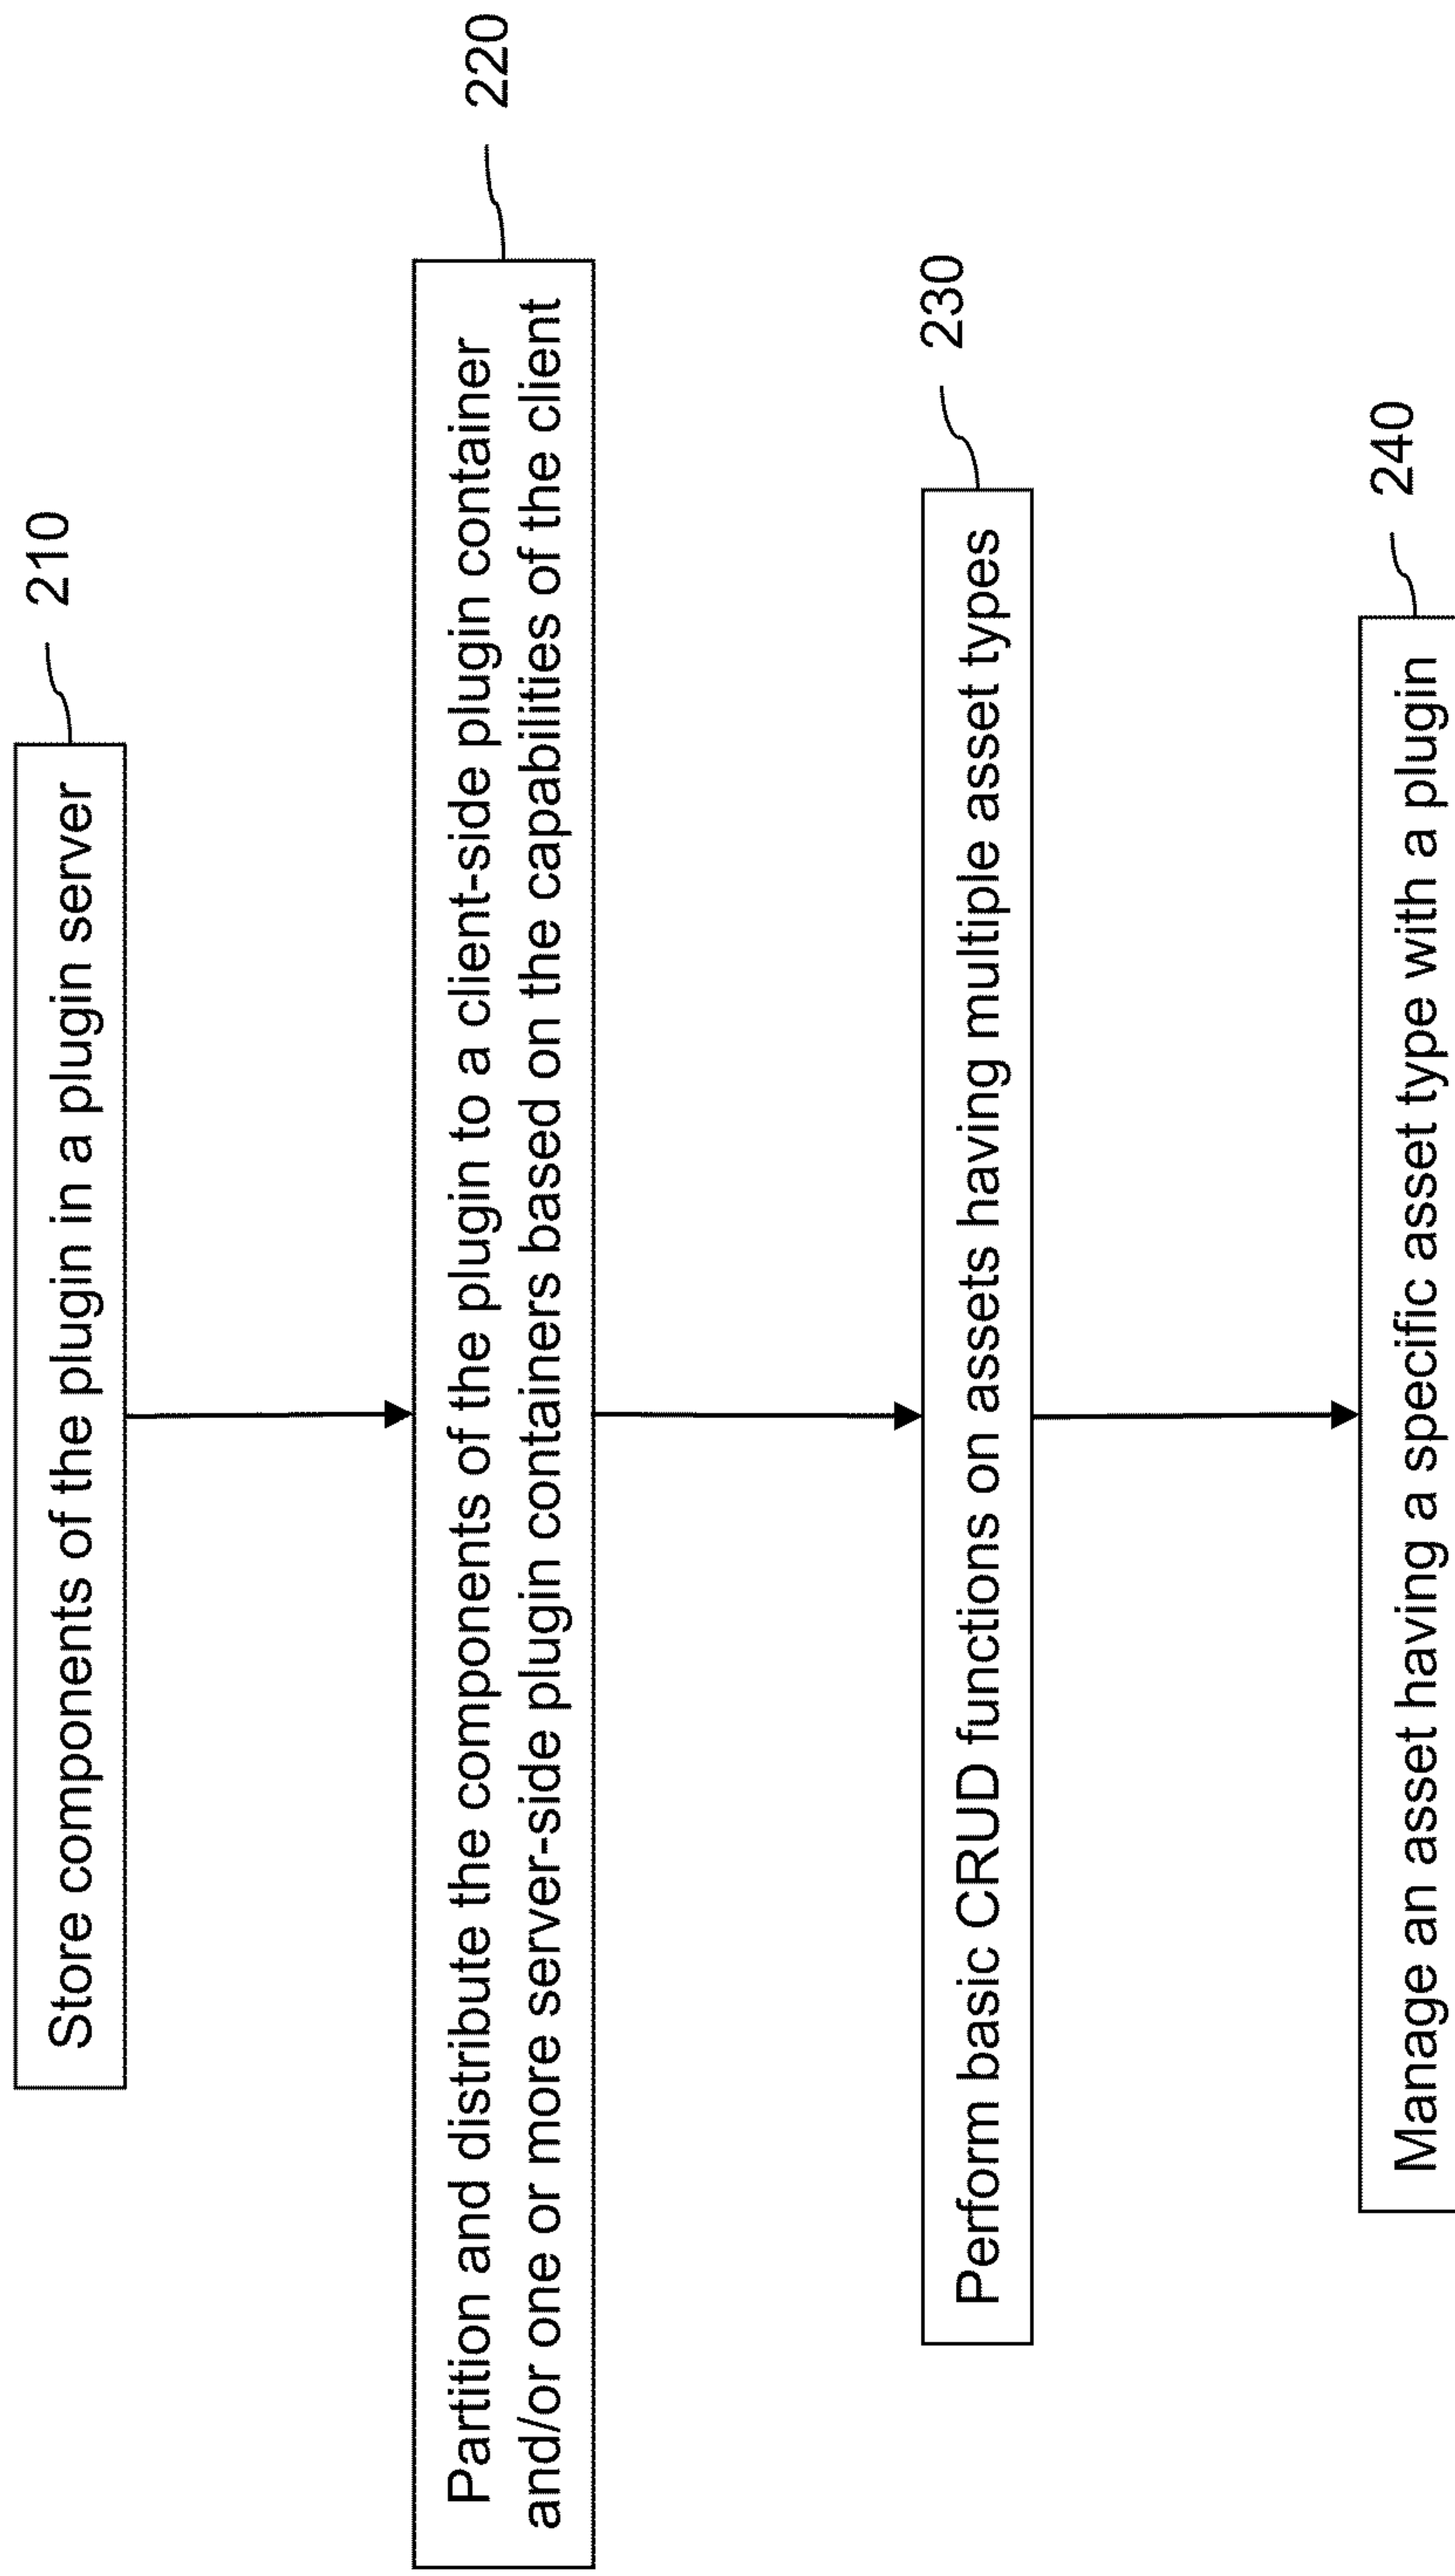 Store components of the plugin in a plugin server
210
Partition and distribute the components of the plugin to a client-side plugin container
and/or one or more server-side plugin containers based on the capabilities of the client
220
Perform basic CRUD functions on assets having multiple asset types
230
Manage an asset having a specific asset type with a plugin
240